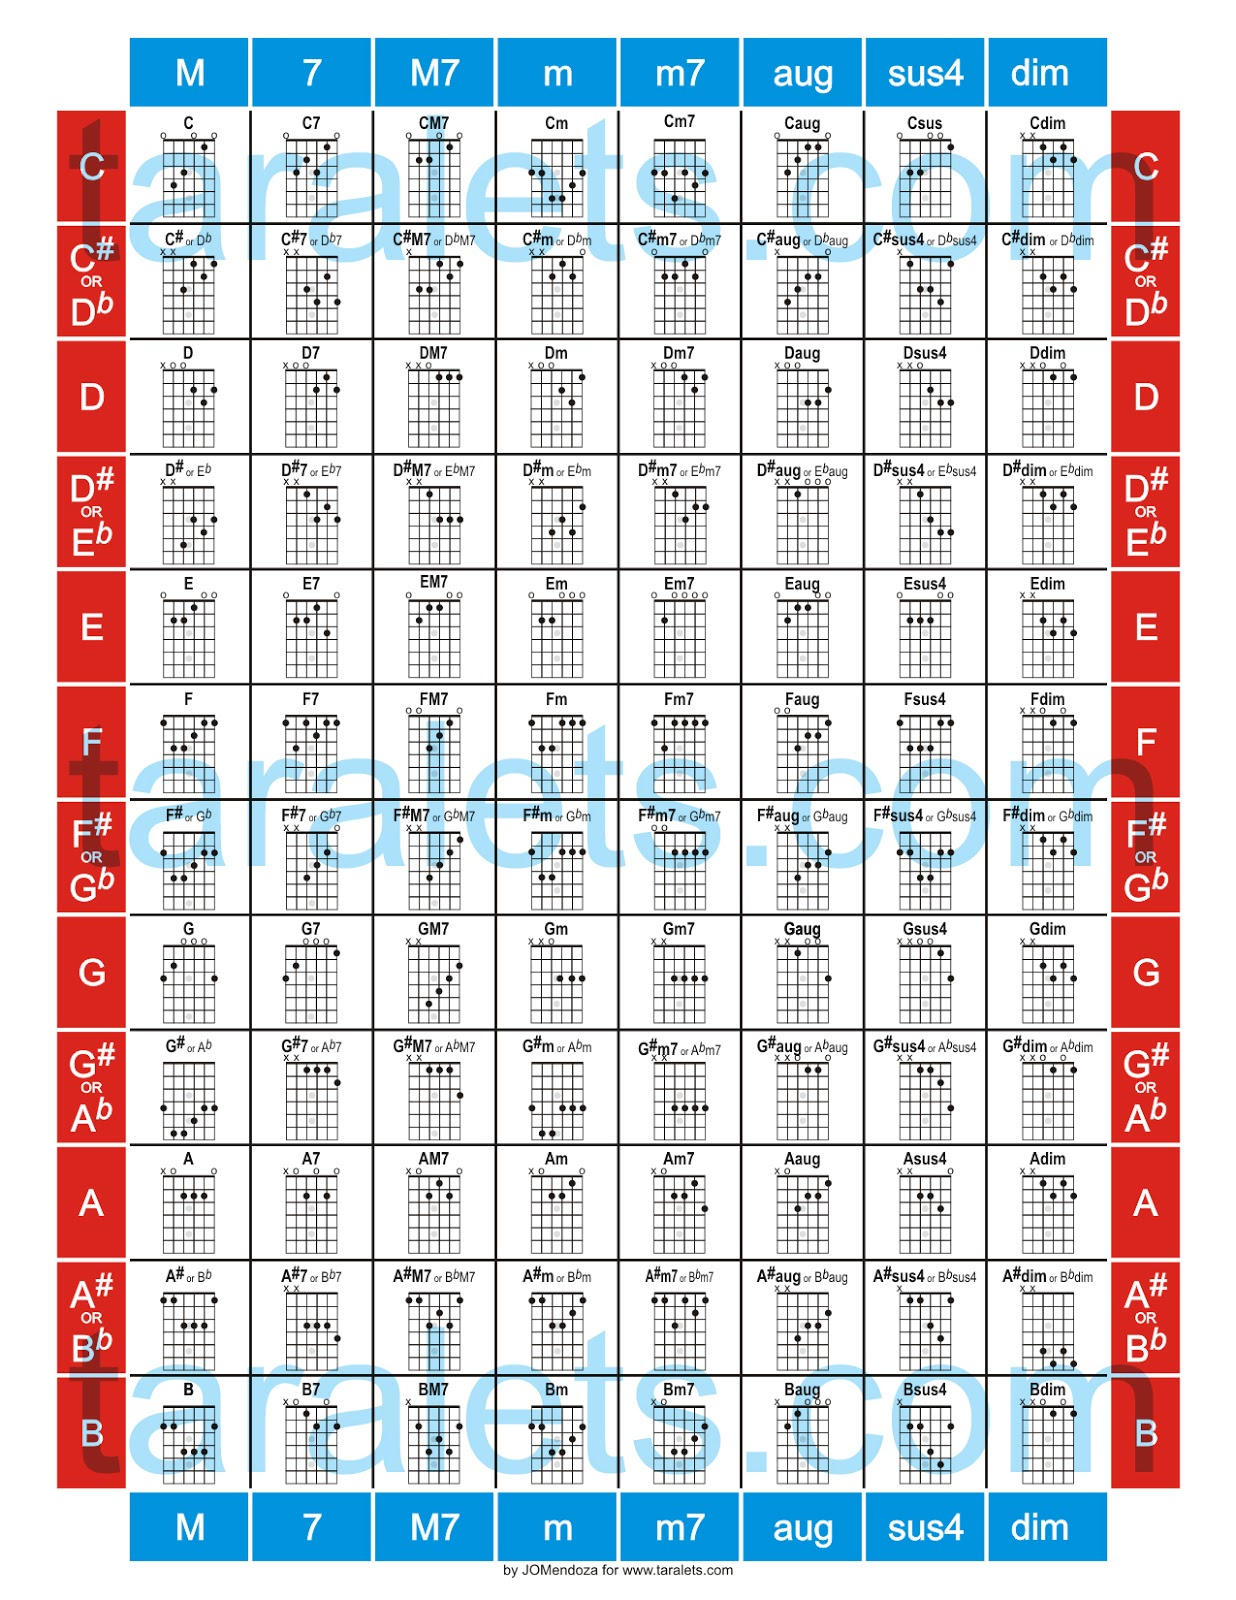 M 7 M7 m m7 aug sus4 dim
C C C7 CM7 Cm Cm7 Caug Csus Cdim C
C# OR Db C# or Db C#7 or Db7 C#M7 or DbM7 C#m or Dbm C#m7 or Dbm7 C#aug or Dbaug C#sus4 or Dbsus4 C#dim or Dbdim C# OR Db
D D D7 DM7 Dm Dm7 Daug Dsus4 Ddim D
D# OR Eb D# or Eb D#7 or Eb7 D#M7 or EbM7 D#m or Ebm D#m7 or Ebm7 D#aug or Ebaug D#sus4 or Ebsus4 D#dim or Ebdim D# OR Eb
E E E7 EM7 Em Em7 Eaug Esus4 Edim E
F F F7 FM7 Fm Fm7 Faug Fsus4 Fdim F
F# OR Gb F# or Gb F#7 or Gb7 F#M7 or GbM7 F#m or Gbm F#m7 or Gbm7 F#aug or Gbaug F#sus4 or Gbsus4 F#dim or Gbdim F# OR Gb
G G G7 GM7 Gm Gm7 Gaug Gsus4 Gdim G
G# OR Ab G# or Ab G#7 or Ab7 G#M7 or AbM7 G#m or Abm G#m7 or Abm7 G#aug or Abaug G#sus4 or Absus4 G#dim or Abdim G# OR Ab
A A A7 AM7 Am Am7 Aaug Asus4 Adim A
A# OR Bb A# or Bb A#7 or Bb7 A#M7 or BbM7 A#m or Bbm A#m7 or Bbm7 A#aug or Bbaug A#sus4 or Bbsus4 A#dim or Bbdim A# OR Bb
B B B7 BM7 Bm Bm7 Baug Bsus4 Bdim B
M 7 M7 m m7 aug sus4 dim
by JOMendoza for www.taralets.com
taralets.com
taralets.com
taralets.com